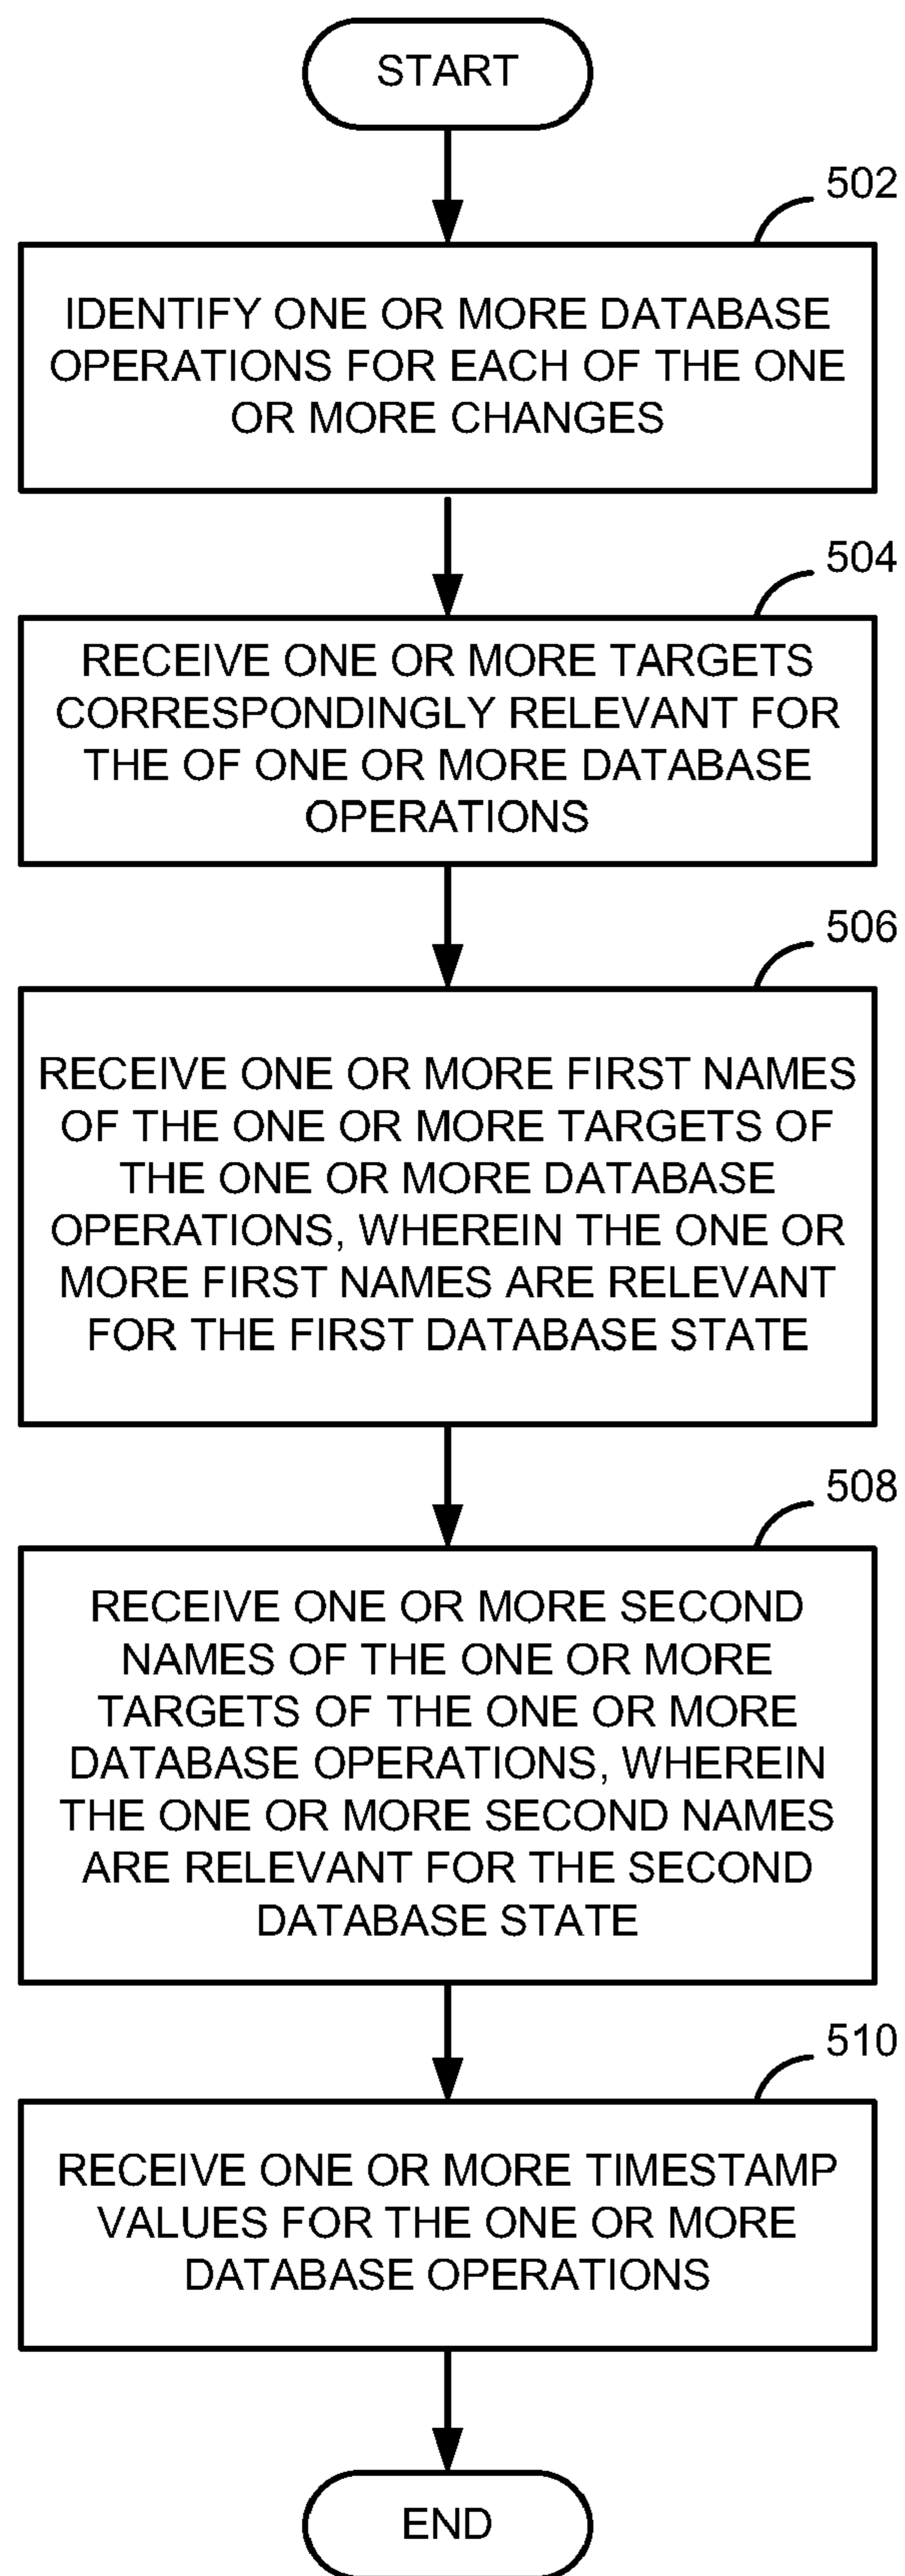 START
502
IDENTIFY ONE OR MORE DATABASE
OPERATIONS FOR EACH OF THE ONE
OR MORE CHANGES
504
RECEIVE ONE OR MORE TARGETS
CORRESPONDINGLY RELEVANT FOR
THE OF ONE OR MORE DATABASE
OPERATIONS
506
RECEIVE ONE OR MORE FIRST NAMES
OF THE ONE OR MORE TARGETS OF
THE ONE OR MORE DATABASE
OPERATIONS, WHEREIN THE ONE OR
MORE FIRST NAMES ARE RELEVANT
FOR THE FIRST DATABASE STATE
508
RECEIVE ONE OR MORE SECOND
NAMES OF THE ONE OR MORE
TARGETS OF THE ONE OR MORE
DATABASE OPERATIONS, WHEREIN
THE ONE OR MORE SECOND NAMES
ARE RELEVANT FOR THE SECOND
DATABASE STATE
510
RECEIVE ONE OR MORE TIMESTAMP
VALUES FOR THE ONE OR MORE
DATABASE OPERATIONS
END